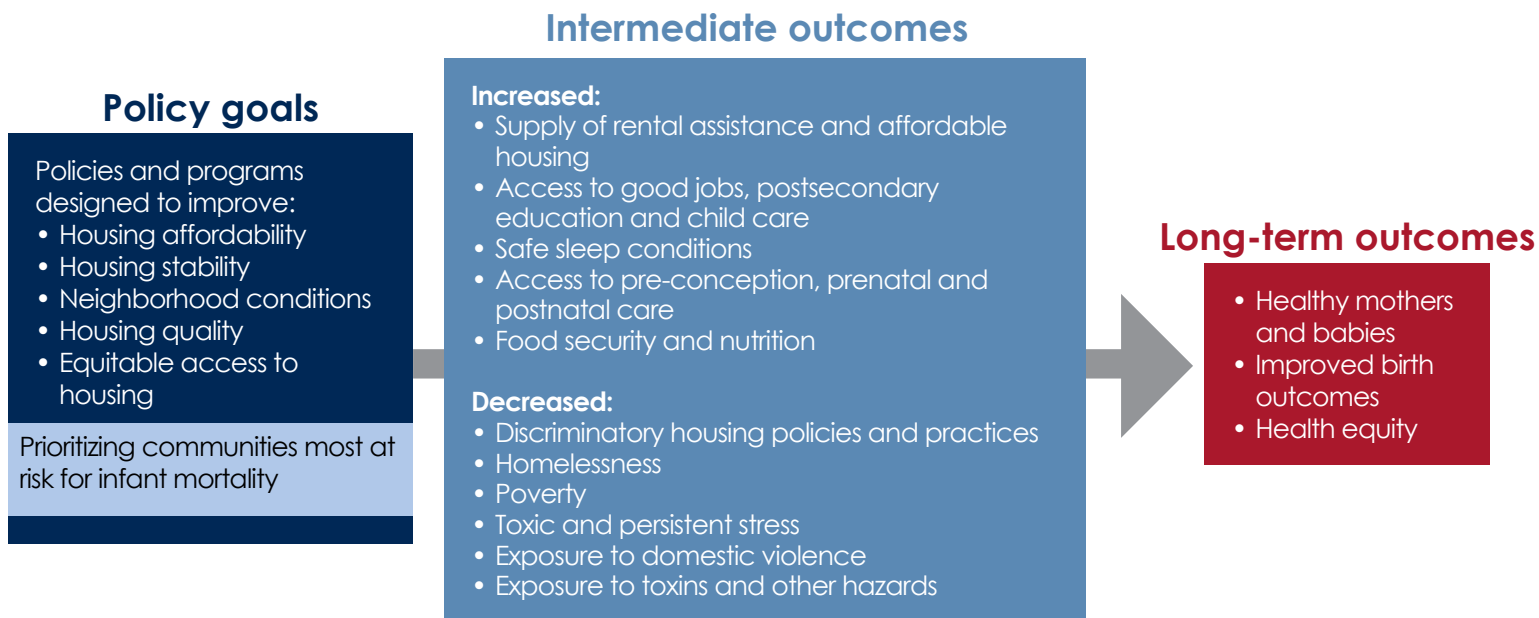 Policy goals
Policies and programs
designed to improve:
• Housing affordability
• Housing stability
• Neighborhood conditions
• Housing quality
• Equitable access to
housing
Prioritizing communities most at
risk for infant mortality
Intermediate outcomes
Increased:
• Supply of rental assistance and affordable
housing
• Access to good jobs, postsecondary
education and child care
• Safe sleep conditions
• Access to pre-conception, prenatal and
postnatal care
• Food security and nutrition
Decreased:
• Discriminatory housing policies and practices
• Homelessness
• Poverty
• Toxic and persistent stress
• Exposure to domestic violence
• Exposure to toxins and other hazards
Long-term outcomes
• Healthy mothers
and babies
• Improved birth
outcomes
• Health equity